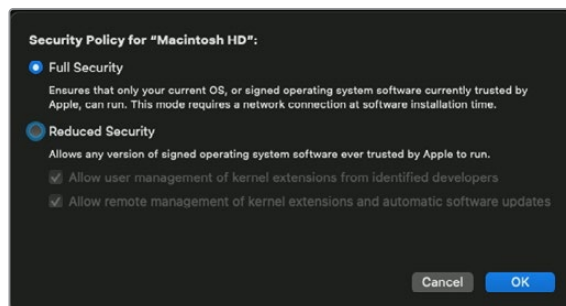 Security Policy for “Macintosh HD”:
Full Security
Ensures that only your current OS, or signed operating system software currently trusted by
Apple, can run. This mode requires a network connection at software installation time.
Reduced Security
Allows any version of signed operating system software ever trusted by Apple to run.
Allow user management of kernel extensions from identified developers
Allow remote management of kernel extensions and automatic software updates
Cancel
OK